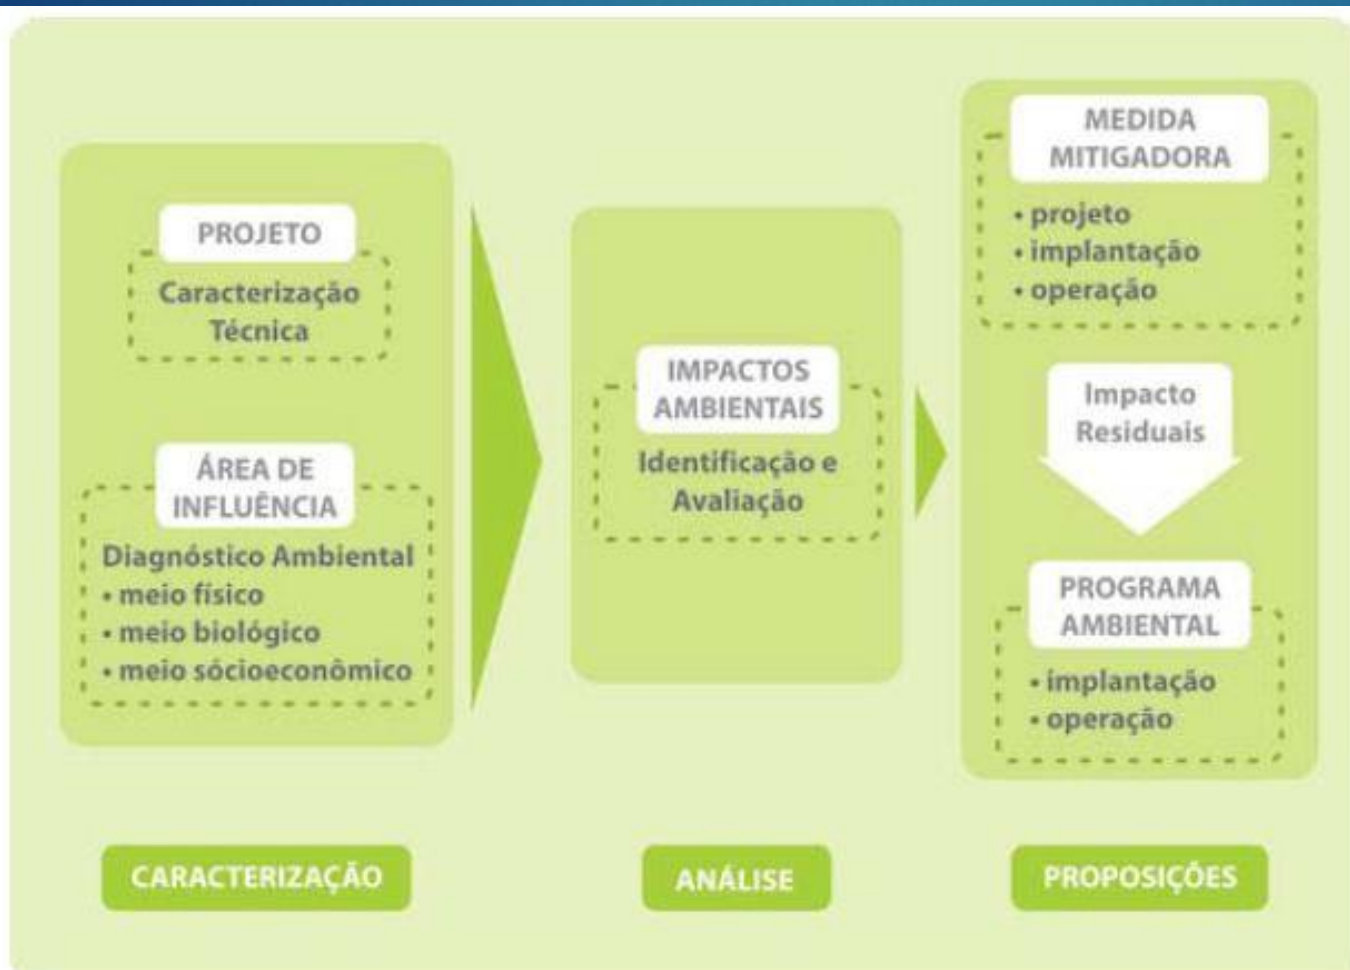 PROJETO
Caracterização
Técnica
ÁREA DE
INFLUÊNCIA
Diagnóstico Ambiental
• meio físico
• meio biológico
• meio sócioeconômico
CARACTERIZAÇÃO
IMPACTOS
AMBIENTAIS
Identificação e
Avaliação
ANÁLISE
MEDIDA
MITIGADORA
• projeto
• implantação
• operação
Impacto
Residuais
PROGRAMA
AMBIENTAL
• implantação
• operação
PROPOSIÇÕES